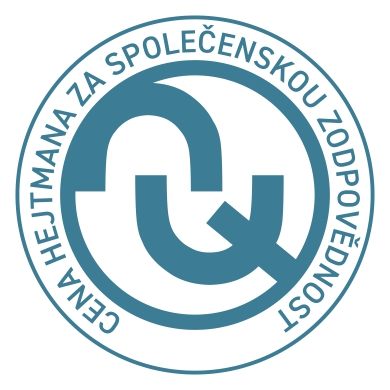 CENA HEJTMANA ZA SPOLEČENSKOU ZODPOVĚDNOST